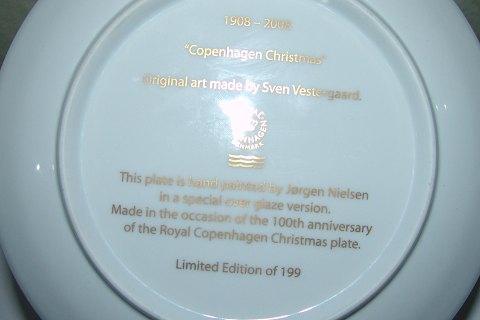 1908 – 2008
"Copenhagen Christmas"
Original art made by Sven Vestergaard.
This plate is hand painted by Jørgen Nielsen
in a special over glaze version.
Made in the occasion of the 100th anniversary
of the Royal Copenhagen Christmas plate.
Limited Edition of 199